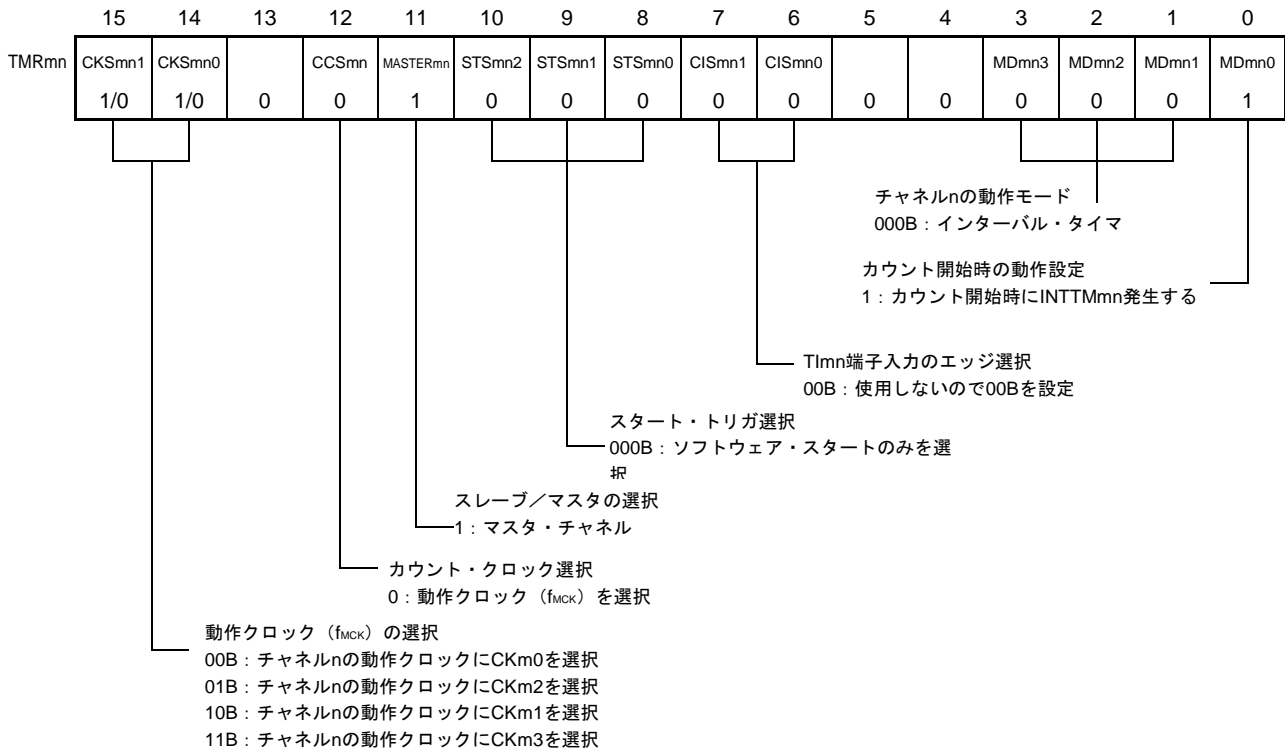 15 14 13 12 11 10 9 8 7 6 5 4 3 2 1 0
TMRmn CKSmn1 CKSmn0 CCSmn MASTERmn STSmn2 STSmn1 STSmn0 CISmn1 CISmn0 MDmn3 MDmn2 MDmn1 MDmn0
1/0 1/0 0 0 1 0 0 0 0 0 0 0 0 0 0 1
チャネルnの動作モード
000B：インターバル・タイマ
カウント開始時の動作設定
1：カウント開始時にINTTMmn発生する
TImn端子入力のエッジ選択
00B：使用しないので00Bを設定
スタート・トリガ選択
000B：ソフトウェア・スタートのみを選
択
スレーブ／マスタの選択
1：マスタ・チャネル
カウント・クロック選択
0：動作クロック（fMCK）を選択
動作クロック（fMCK）の選択
00B：チャネルnの動作クロックにCKm0を選択
01B：チャネルnの動作クロックにCKm2を選択
10B：チャネルnの動作クロックにCKm1を選択
11B：チャネルnの動作クロックにCKm3を選択